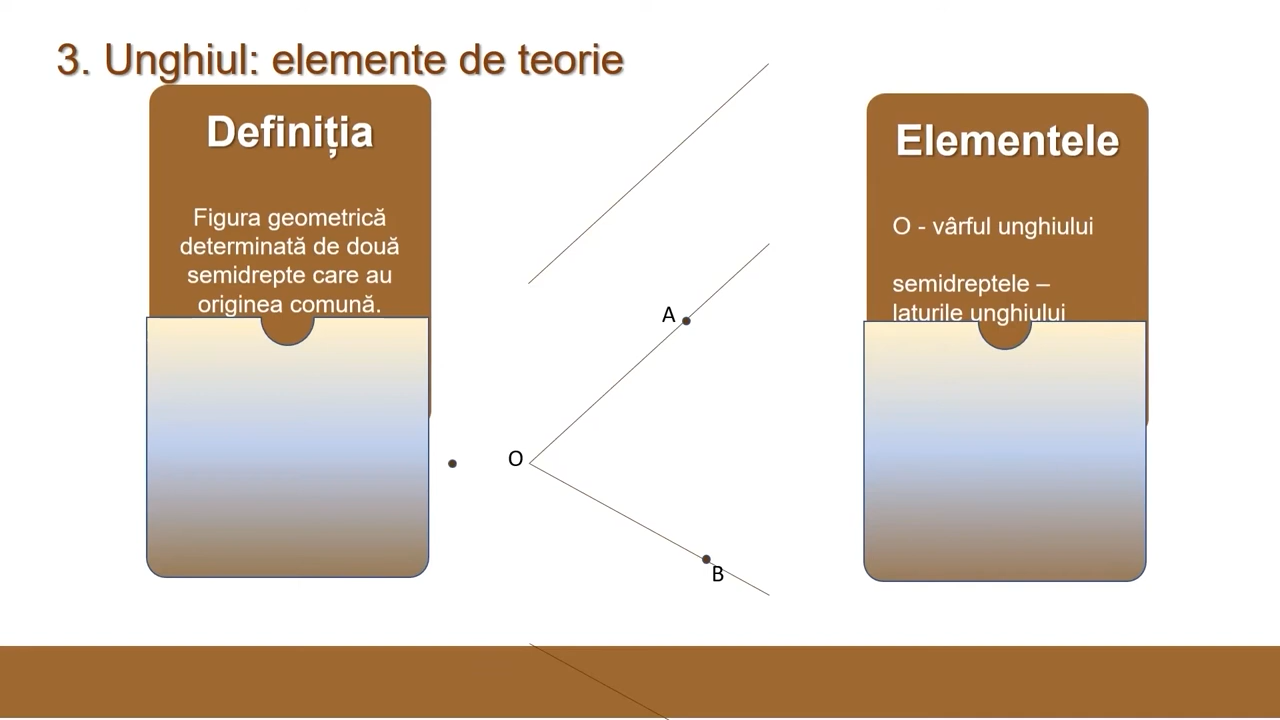 3. Unghiul: elemente de teorie
Definiția
Figura geometrică
determinată de două
semidrepte care au
originea comună.
A
O
B
Elementele
O - vârful unghiului
semidreptele –
laturile unghiului